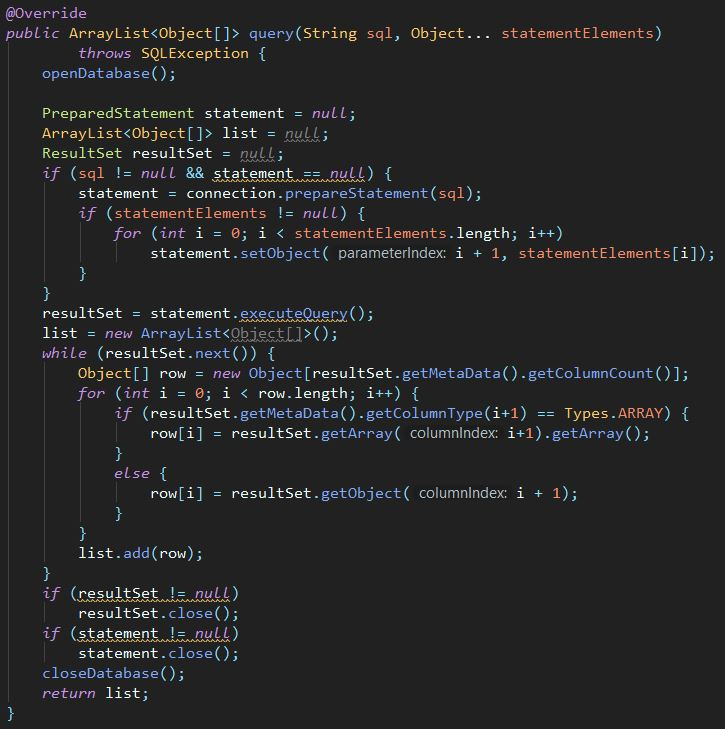 @Override
public ArrayList<Object[]> query(String sql, Object... statementElements)
        throws SQLException {
    openDatabase();

    PreparedStatement statement = null;
    ArrayList<Object[]> list = null;
    ResultSet resultSet = null;
    if (sql != null && statement == null) {
        statement = connection.prepareStatement(sql);
        if (statementElements != null) {
            for (int i = 0; i < statementElements.length; i++)
                statement.setObject( parameterIndex: i + 1, statementElements[i]);
        }
    }
    resultSet = statement.executeQuery();
    list = new ArrayList<Object[]>();
    while (resultSet.next()) {
        Object[] row = new Object[resultSet.getMetaData().getColumnCount()];
        for (int i = 0; i < row.length; i++) {
            if (resultSet.getMetaData().getColumnType(i+1) == Types.ARRAY) {
                row[i] = resultSet.getArray( columnIndex: i+1).getArray();
            }
            else {
                row[i] = resultSet.getObject( columnIndex: i + 1);
            }
        }
        list.add(row);
    }
    if (resultSet != null)
        resultSet.close();
    if (statement != null)
        statement.close();
    closeDatabase();
    return list;
}